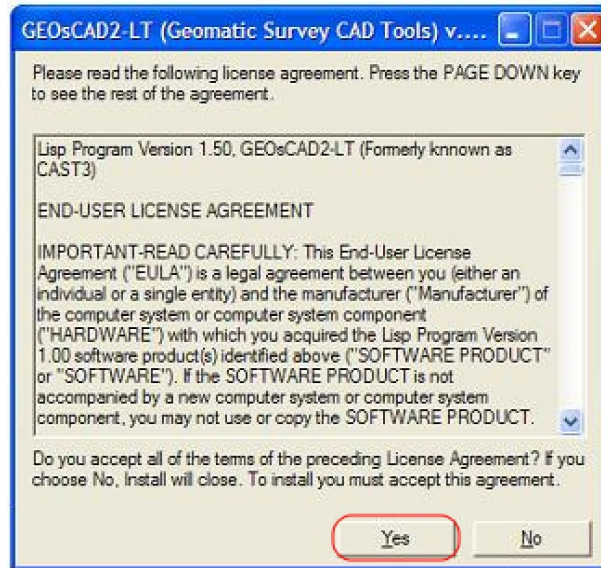 GEOsCAD2-LT (Geomatic Survey CAD Tools) v....
Please read the following license agreement. Press the PAGE DOWN key
to see the rest of the agreement.
Lisp Program Version 1.50, GEOsCAD2-LT (Formerly knnown as
CAST3)
END-USER LICENSE AGREEMENT
IMPORTANT-READ CAREFULLY: This End-User License
Agreement ("EULA") is a legal agreement between you (either an
individual or a single entity) and the manufacturer ("Manufacturer") of
the computer system or computer system component
("HARDWARE") with which you acquired the Lisp Program Version
1.00 software product(s) identified above ("SOFTWARE PRODUCT"
or "SOFTWARE"). If the SOFTWARE PRODUCT is not
accompanied by a new computer system or computer system
component, you may not use or copy the SOFTWARE PRODUCT.
Do you accept all of the terms of the preceding License Agreement? If you
choose No, Install will close. To install you must accept this agreement.
Yes No